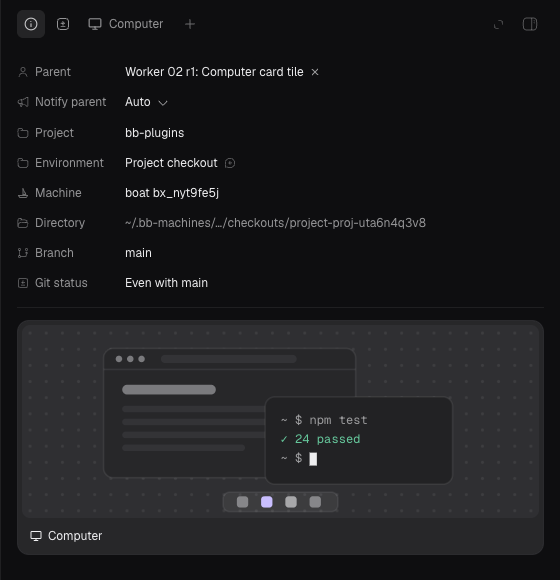 Computer
Parent Worker 02 r1: Computer card tile ×
Notify parent Auto
Project bb-plugins
Environment Project checkout
Machine boat bx_nyt9fe5j
Directory ~/.bb-machines/…/checkouts/project-proj-uta6n4q3v8
Branch main
Git status Even with main
~ $ npm test
✓ 24 passed
~ $
Computer